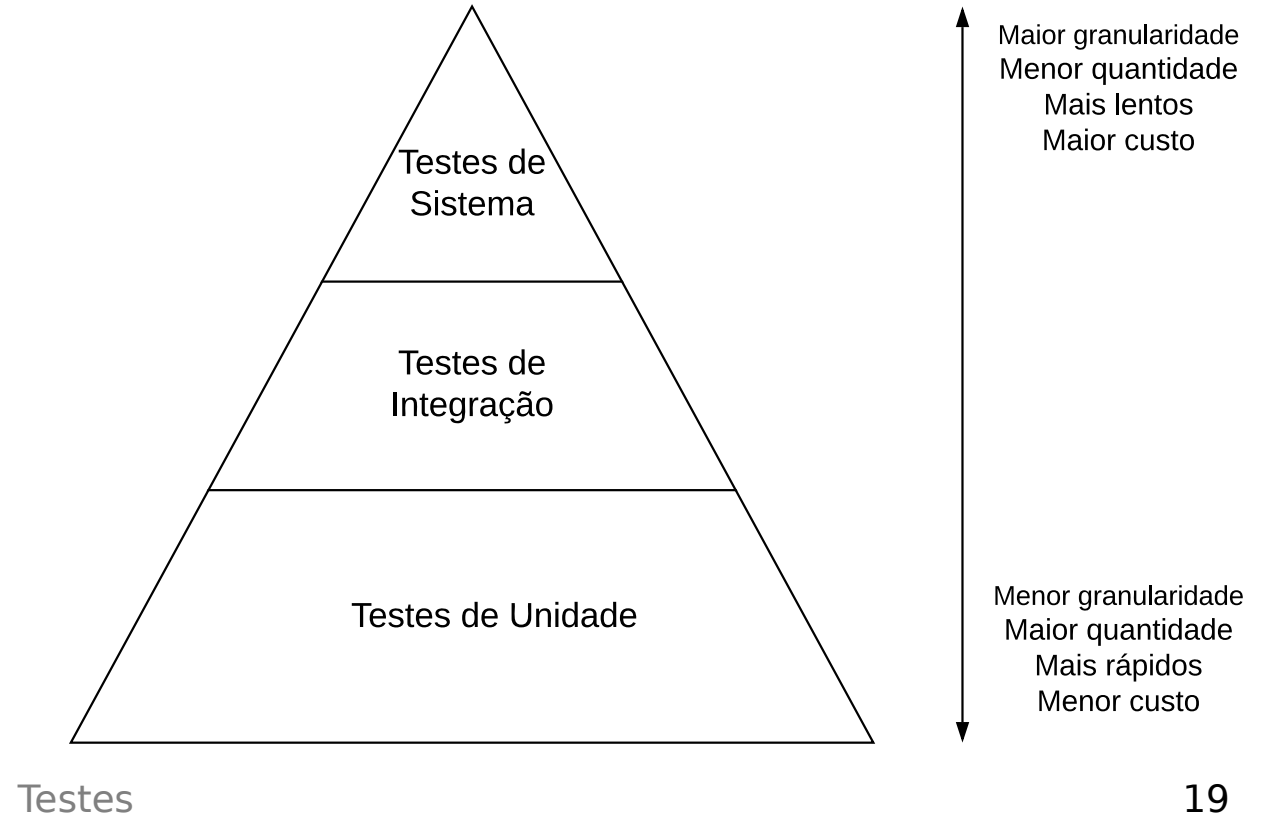 Testes de
Sistema
Testes de
Integração
Testes de Unidade
Maior granularidade
Menor quantidade
Mais lentos
Maior custo
Menor granularidade
Maior quantidade
Mais rápidos
Menor custo
Testes
19